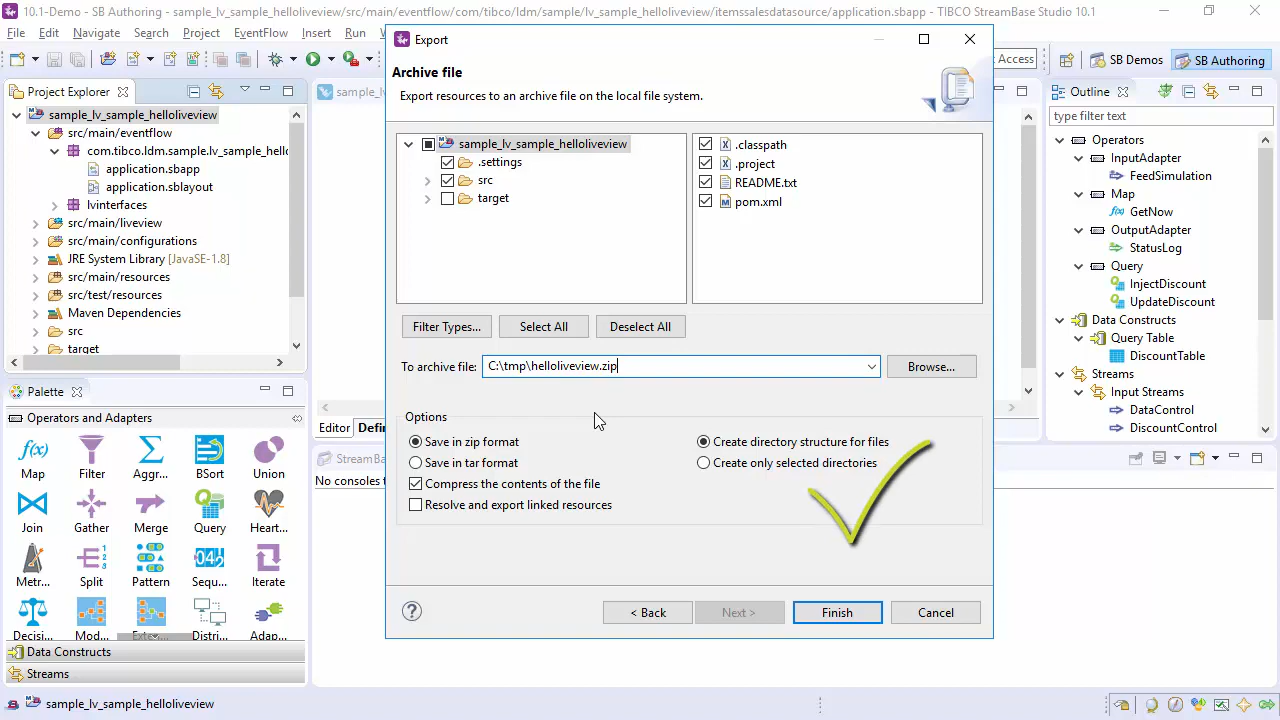 10.1-Demo - SB Authoring - sample_lv_sample_helloliveview/src/main/eventflow/com/tibco/ldm/sample/lv_sample_helloliveview/itemssalesdatasource/application.sbapp - TIBCO StreamBase Studio 10.1
File Edit Navigate Search Project EventFlow Insert Run
Access SB Demos SB Authoring
Project Explorer
sample_lv_sample_helloliveview
src/main/eventflow
com.tibco.ldm.sample.lv_sample_hello
application.sbapp
application.sblayout
lvinterfaces
src/main/liveview
src/main/configurations
JRE System Library [JavaSE-1.8]
src/main/resources
src/test/resources
Maven Dependencies
src
target
Palette
Operators and Adapters
f(x)
Map Filter Aggr... BSort Union
Join Gather Merge Query Heart...
Metr... Split Pattern Sequ... Iterate
Decisi... Mod... Exte... Distri... Adap...
Data Constructs
Streams
sample_lv
Editor Defin
StreamBa
No consoles t
Export
Archive file
Export resources to an archive file on the local file system.
sample_lv_sample_helloliveview
.settings
src
target
.classpath
.project
README.txt
pom.xml
Filter Types... Select All Deselect All
To archive file: C:\tmp\helloliveview.zip Browse...
Options
Save in zip format
Save in tar format
Compress the contents of the file
Resolve and export linked resources
Create directory structure for files
Create only selected directories
< Back Next > Finish Cancel
Outline
type filter text
Operators
InputAdapter
FeedSimulation
Map
f(x) GetNow
OutputAdapter
StatusLog
Query
InjectDiscount
UpdateDiscount
Data Constructs
Query Table
DiscountTable
Streams
Input Streams
DataControl
DiscountControl
sample_lv_sample_helloliveview